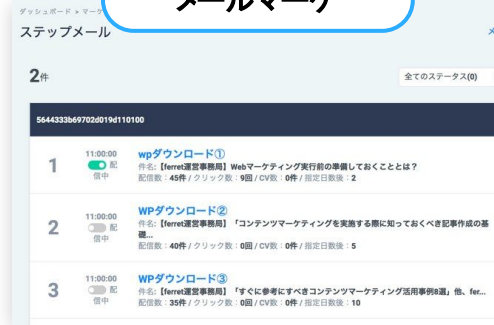 メールマーケ
ダッシュボード » マーケ
ステップメール
2件
全てのステータス(0)
5644333b69702d019d110100
1
11:00:00
配信中
wpダウンロード①
件名:【ferret運営事務局】Webマーケティング実行前の準備しておくこととは？
配信数：45件 / クリック数：9回 / CV数：0件 / 指定日数後：2
2
11:00:00
配信中
WPダウンロード②
件名:【ferret運営事務局】「コンテンツマーケティングを実施する際に知っておくべき記事作成の基
礎...
配信数：40件 / クリック数：0回 / CV数：0件 / 指定日数後：5
3
11:00:00
配信中
WPダウンロード③
件名:【ferret運営事務局】「すぐに参考にすべきコンテンツマーケティング活用事例8選」他、fer...
配信数：35件 / クリック数：0回 / CV数：0件 / 指定日数後：10